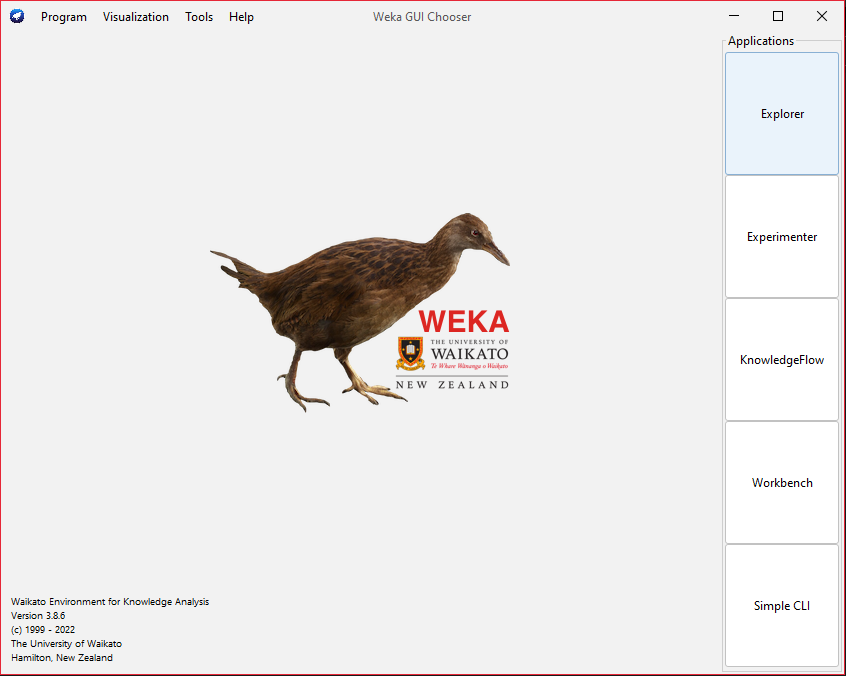 Program Visualization Tools Help
Weka GUI Chooser
Applications
Explorer
Experimenter
KnowledgeFlow
Workbench
Simple CLI
WEKA
THE UNIVERSITY OF
WAIKATO
Te Whare Wānanga o Waikato
NEW ZEALAND
Waikato Environment for Knowledge Analysis
Version 3.8.6
(c) 1999 - 2022
The University of Waikato
Hamilton, New Zealand